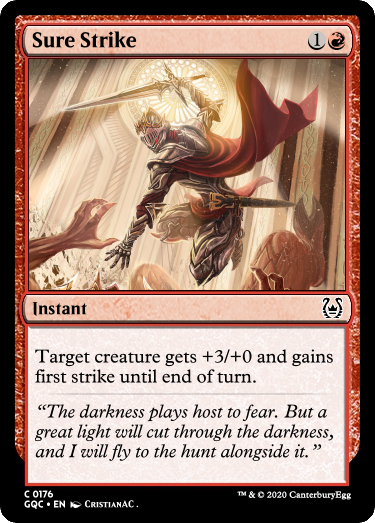 Sure Strike 1
Instant
Target creature gets +3/+0 and gains
first strike until end of turn.
“The darkness plays host to fear. But a
great light will cut through the darkness,
and I will fly to the hunt alongside it.”
C 0176
GQC • EN CristianAC.
™ & © 2020 CanterburyEgg